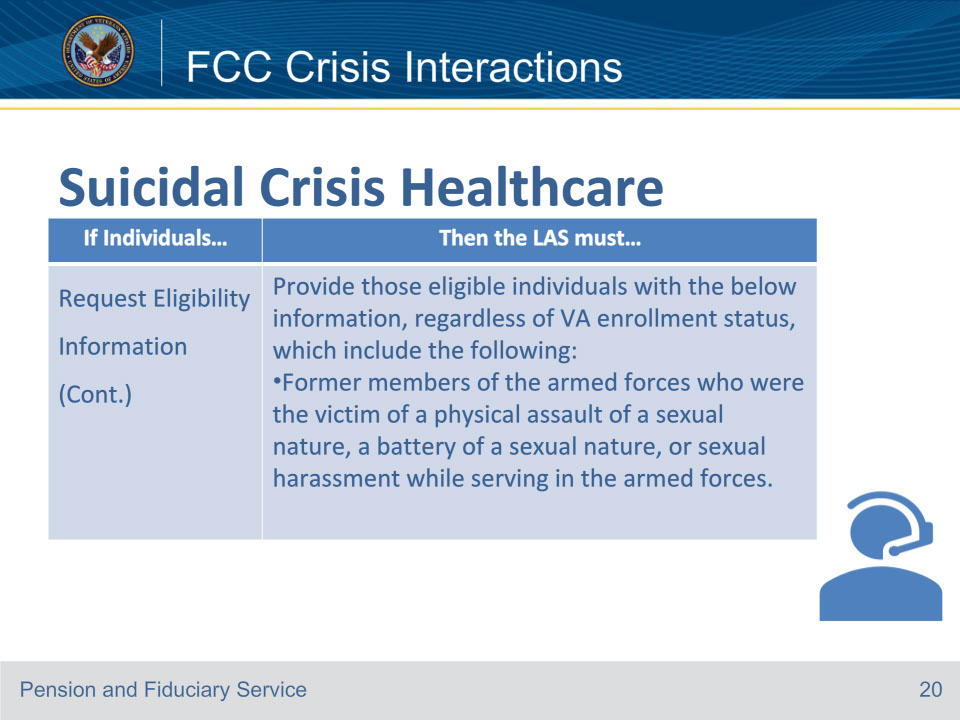 FCC Crisis Interactions
Suicidal Crisis Healthcare
If Individuals…
Then the LAS must…
Request Eligibility
Information
(Cont.)
Provide those eligible individuals with the below
information, regardless of VA enrollment status,
which include the following:
•Former members of the armed forces who were
the victim of a physical assault of a sexual
nature, a battery of a sexual nature, or sexual
harassment while serving in the armed forces.
Pension and Fiduciary Service
20